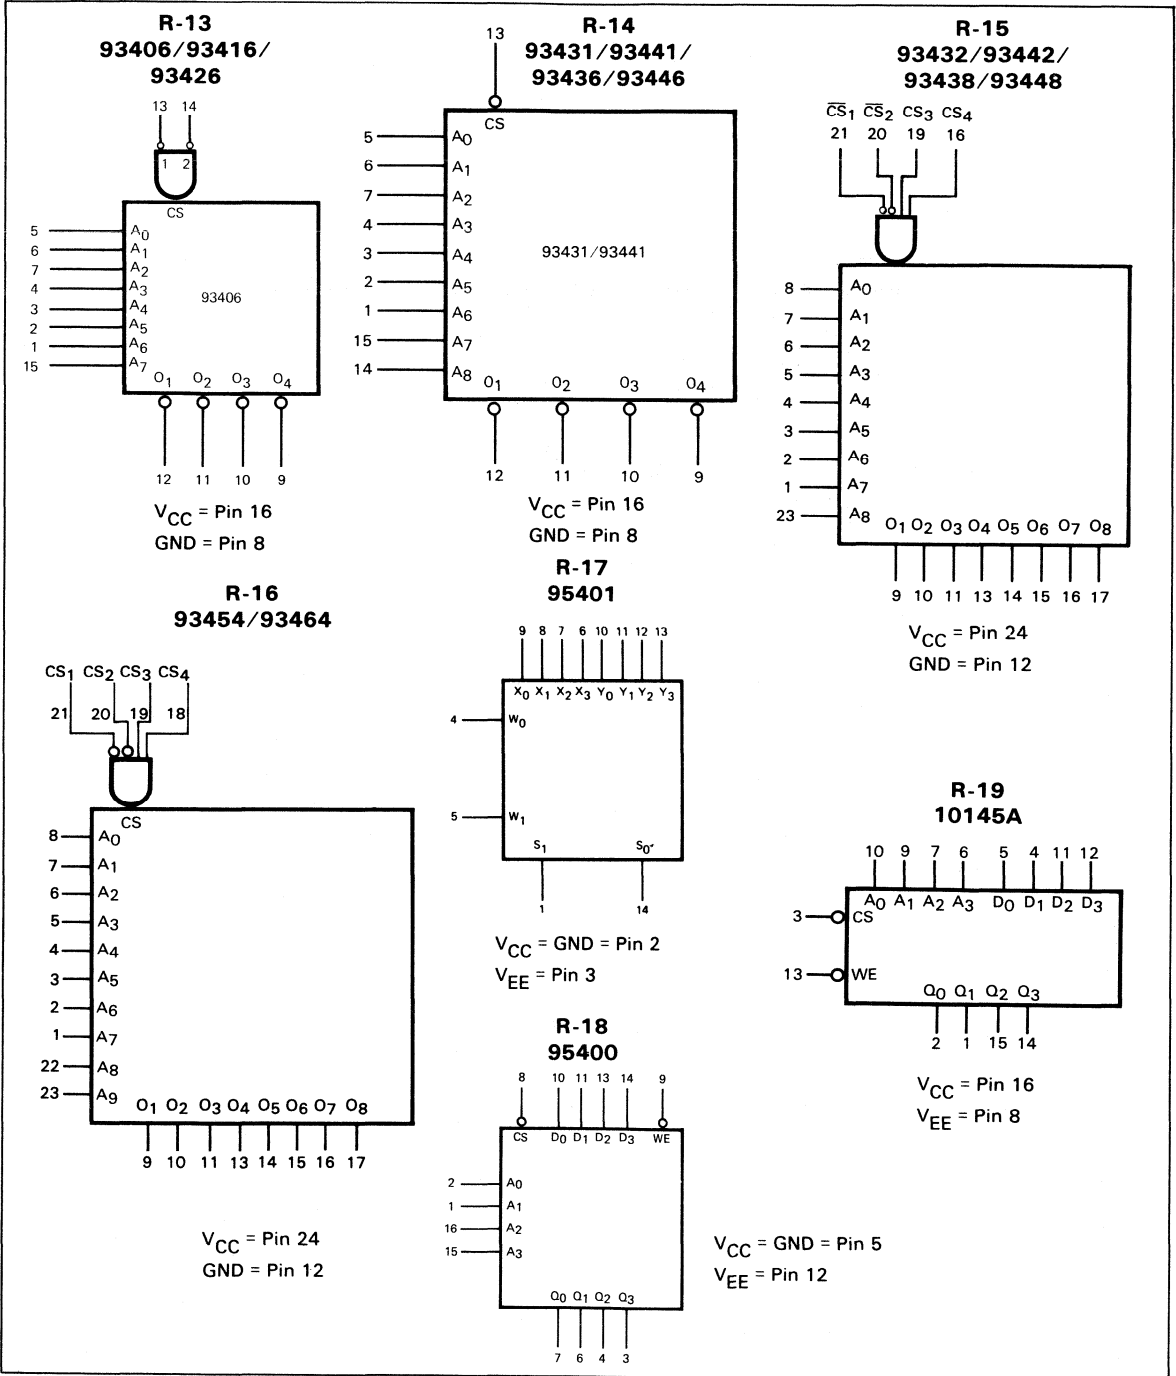 R-13
93406/93416/
93426
13 14
1 2
CS
5 A0
6 A1
7 A2
4 A3
3 A4
2 A5
1 A6
15 A7
93406
O1 O2 O3 O4
12 11 10 9
VCC = Pin 16
GND = Pin 8
R-14
93431/93441/
93436/93446
13
CS
5 A0
6 A1
7 A2
4 A3
3 A4
2 A5
1 A6
15 A7
14 A8
93431/93441
O1 O2 O3 O4
12 11 10 9
VCC = Pin 16
GND = Pin 8
R-15
93432/93442/
93438/93448
C̅S̅1 C̅S̅2 CS3 CS4
21 20 19 16
8 A0
7 A1
6 A2
5 A3
4 A4
3 A5
2 A6
1 A7
23 A8
O1 O2 O3 O4 O5 O6 O7 O8
9 10 11 13 14 15 16 17
VCC = Pin 24
GND = Pin 12
R-16
93454/93464
CS1 CS2 CS3 CS4
21 20 19 18
CS
8 A0
7 A1
6 A2
5 A3
4 A4
3 A5
2 A6
1 A7
22 A8
23 A9
O1 O2 O3 O4 O5 O6 O7 O8
9 10 11 13 14 15 16 17
VCC = Pin 24
GND = Pin 12
R-17
95401
9 8 7 6 10 11 12 13
X0 X1 X2 X3 Y0 Y1 Y2 Y3
4 W0
5 W1
S1 S0
1 14
VCC = GND = Pin 2
VEE = Pin 3
R-18
95400
8 10 11 13 14 9
CS D0 D1 D2 D3 WE
2 A0
1 A1
16 A2
15 A3
Q0 Q1 Q2 Q3
7 6 4 3
VCC = GND = Pin 5
VEE = Pin 12
R-19
10145A
10 9 7 6 5 4 11 12
A0 A1 A2 A3 D0 D1 D2 D3
3 CS
13 WE
Q0 Q1 Q2 Q3
2 1 15 14
VCC = Pin 16
VEE = Pin 8